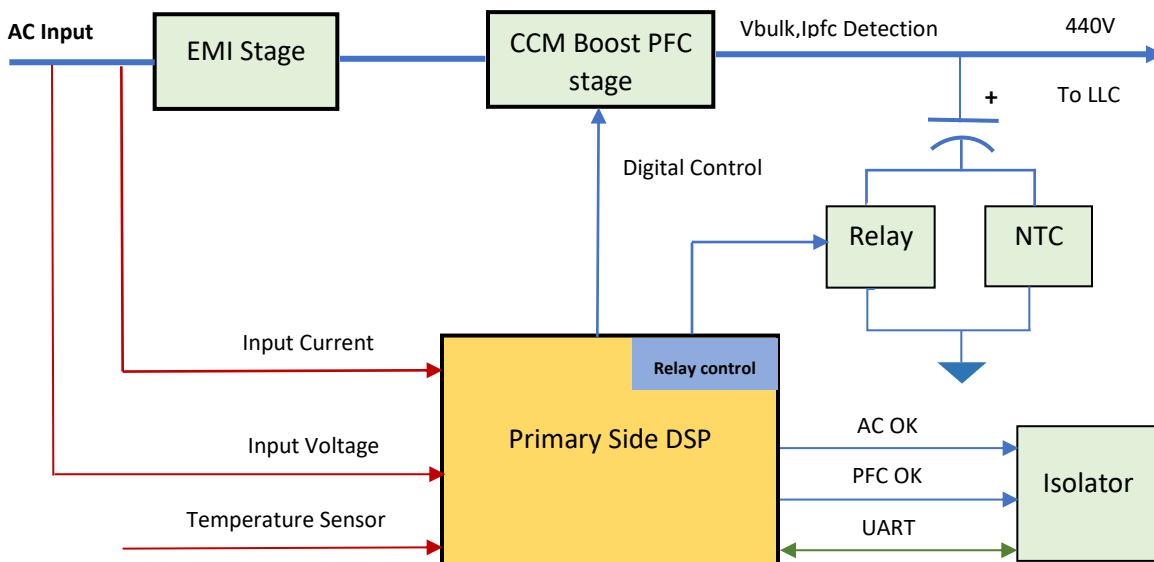 AC Input
EMI Stage
CCM Boost PFC
stage
Vbulk,Ipfc Detection
440V
+
To LLC
Digital Control
Relay
NTC
Input Current
Relay control
Primary Side DSP
Input Voltage
Temperature Sensor
AC OK
PFC OK
UART
Isolator